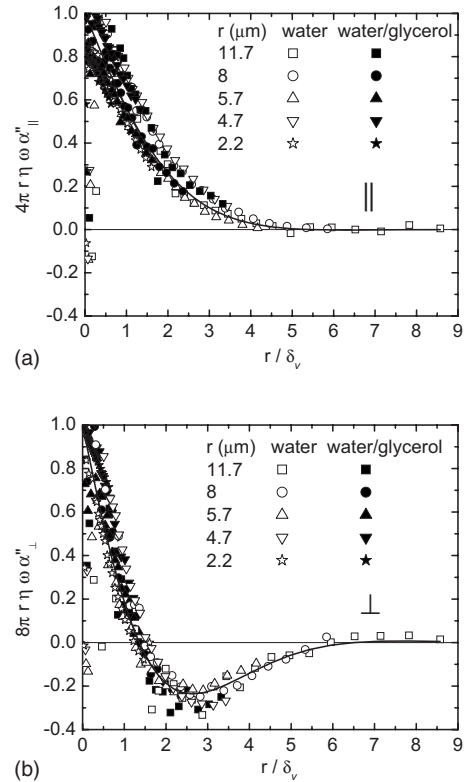 1.0
0.8
0.6
0.4
0.2
0.0
-0.2
-0.4
4π r η ω α″∥
r (μm) water water/glycerol
11.7 □ ■
8 ○ ●
5.7 △ ▲
4.7 ▽ ▼
2.2 ☆ ★
∥
0 1 2 3 4 5 6 7 8 9
r / δv
(a)
1.0
0.8
0.6
0.4
0.2
0.0
-0.2
-0.4
8π r η ω α″⊥
r (μm) water water/glycerol
11.7 □ ■
8 ○ ●
5.7 △ ▲
4.7 ▽ ▼
2.2 ☆ ★
⊥
0 1 2 3 4 5 6 7 8 9
r / δv
(b)